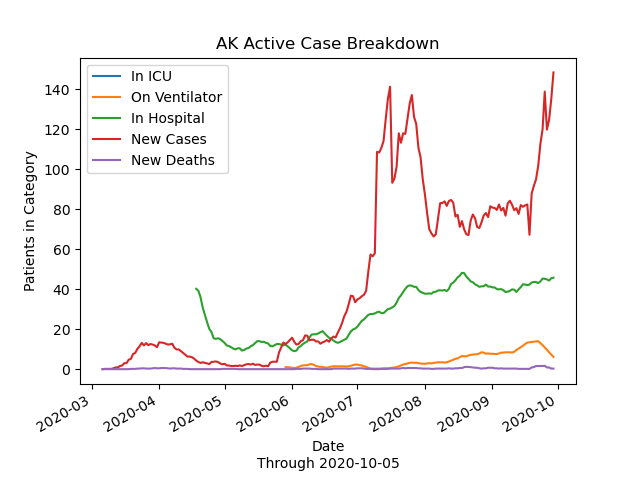 AK Active Case Breakdown
In ICU
On Ventilator
In Hospital
New Cases
New Deaths
Patients in Category
140
120
100
80
60
40
20
0
2020-03
2020-04
2020-05
2020-06
2020-07
2020-08
2020-09
2020-10
Date
Through 2020-10-05